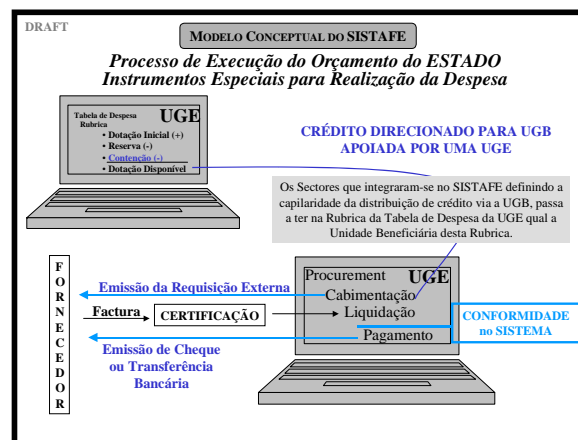 DRAFT
MODELO CONCEPTUAL DO SISTAFE
Processo de Execução do Orçamento do ESTADO
Instrumentos Especiais para Realização da Despesa
Tabela de Despesa
UGE
Rubrica
• Dotação Inicial (+)
• Reserva (-)
• Contenção (-)
• Dotação Disponível
CRÉDITO DIRECIONADO PARA UGB
APOIADA POR UMA UGE
Os Sectores que integraram-se no SISTAFE definindo a
capilaridade da distribuição de crédito via a UGB, passa
a ter na Rubrica da Tabela de Despesa da UGE qual a
Unidade Beneficiária desta Rubrica.
FORNECEDOR
Emissão da Requisição Externa
Factura
CERTIFICAÇÃO
Emissão de Cheque
ou Transferência
Bancária
Procurement
UGE
Cabimentação
Liquidação
Pagamento
CONFORMIDADE
no SISTEMA